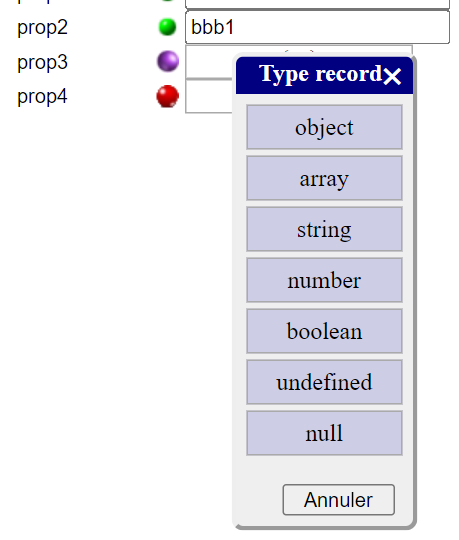 prop2 bbb1
prop3
prop4
Type record
object
array
string
number
boolean
undefined
null
Annuler